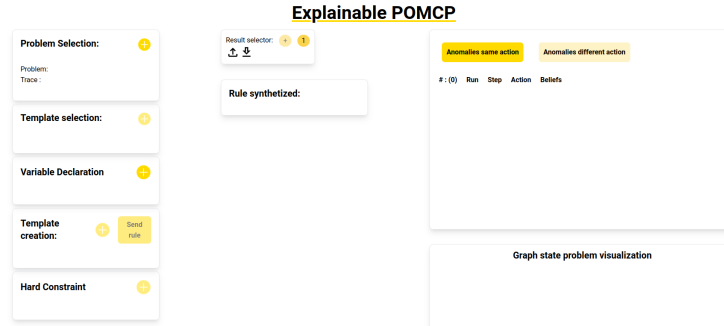 Explainable POMCP
Problem Selection:
+
Problem:
Trace :
Template selection:
+
Variable Declaration
+
Template
creation:
+
Send
rule
Hard Constraint
+
Result selector:
+
1
Rule synthetized:
Anomalies same action
Anomalies different action
# : (0) Run Step Action Beliefs
Graph state problem visualization